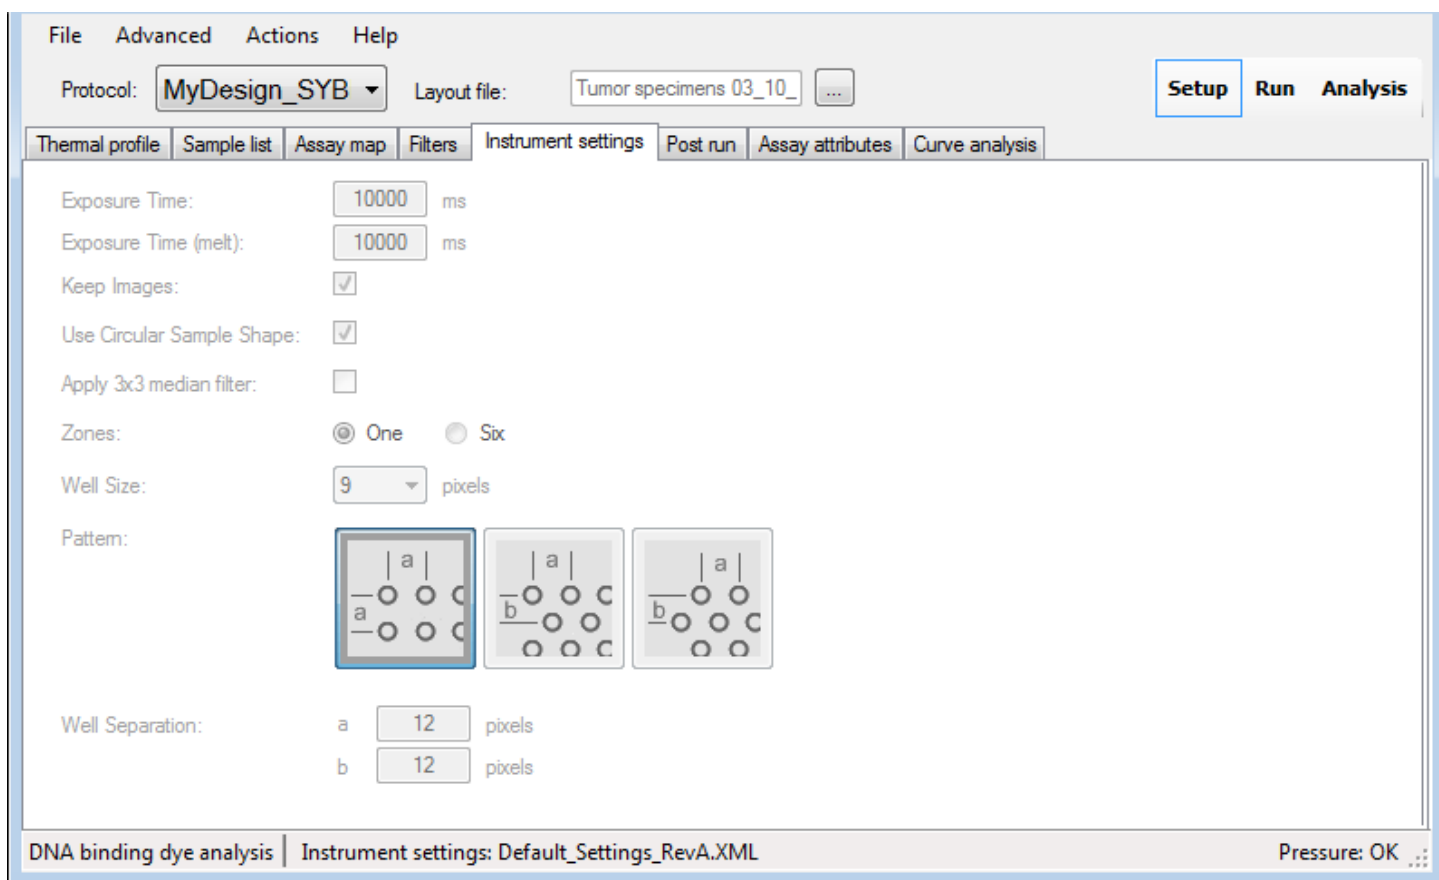 File Advanced Actions Help
Protocol: MyDesign_SYB Layout file: Tumor specimens 03_10_ ... Setup Run Analysis
Thermal profile Sample list Assay map Filters Instrument settings Post run Assay attributes Curve analysis
Exposure Time: 10000 ms
Exposure Time (melt): 10000 ms
Keep Images:
Use Circular Sample Shape:
Apply 3x3 median filter:
Zones: One Six
Well Size: 9 pixels
Pattern:
a a a
a b b
Well Separation: a 12 pixels
b 12 pixels
DNA binding dye analysis Instrument settings: Default_Settings_RevA.XML Pressure: OK